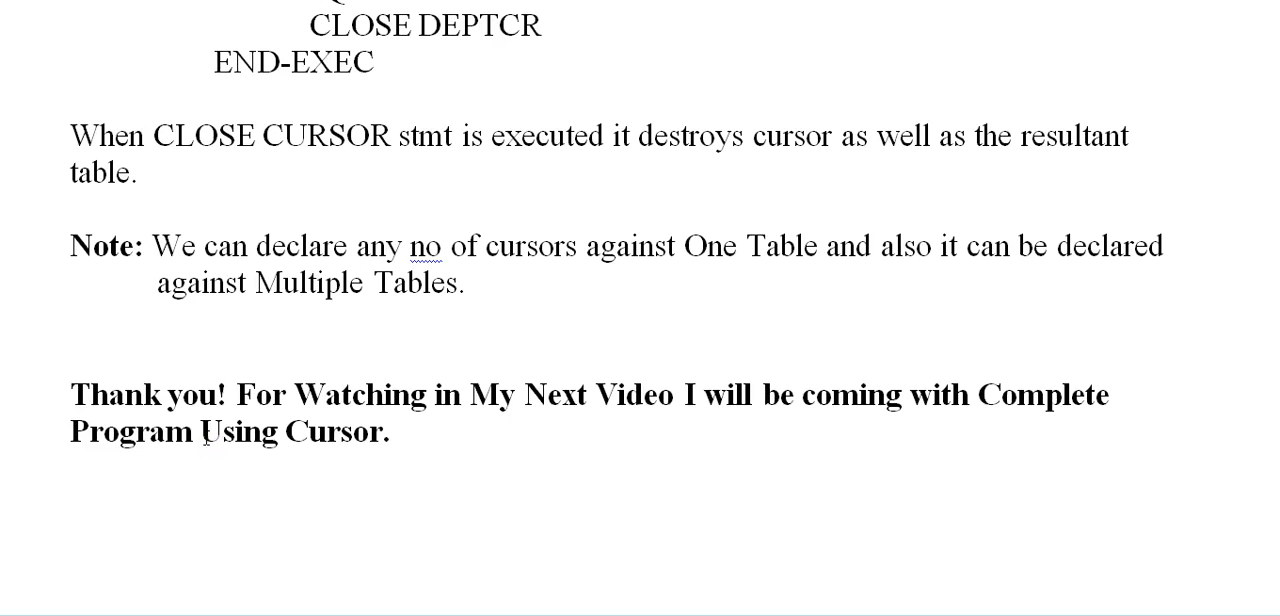 CLOSE DEPTCR
END-EXEC
When CLOSE CURSOR stmt is executed it destroys cursor as well as the resultant
table.
Note: We can declare any no of cursors against One Table and also it can be declared
against Multiple Tables.
Thank you! For Watching in My Next Video I will be coming with Complete
Program Using Cursor.